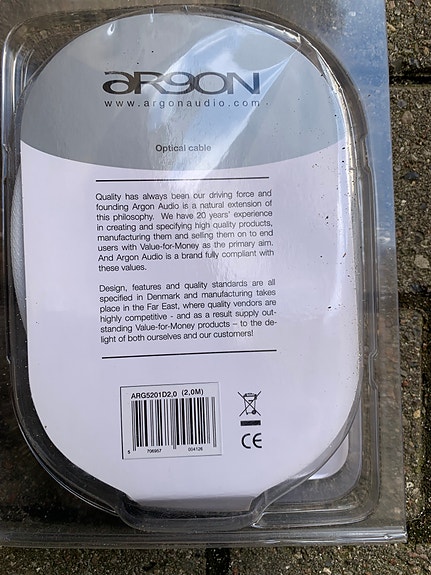 ARGON
www.argonaudio.com
Optical cable
Quality has always been our driving force and
founding Argon Audio is a natural extension of
this philosophy. We have 20 years' experience
in creating and specifying high quality products,
manufacturing them and selling them on to end
users with Value-for-Money as the primary aim.
And Argon Audio is a brand fully compliant with
these values.
Design, features and quality standards are all
specified in Denmark and manufacturing takes
place in the Far East, where quality vendors are
highly competitive - and as a result supply out-
standing Value-for-Money products – to the de-
light of both ourselves and our customers!
ARG5201D2,0 (2,0M)
5 706957 004126
CE